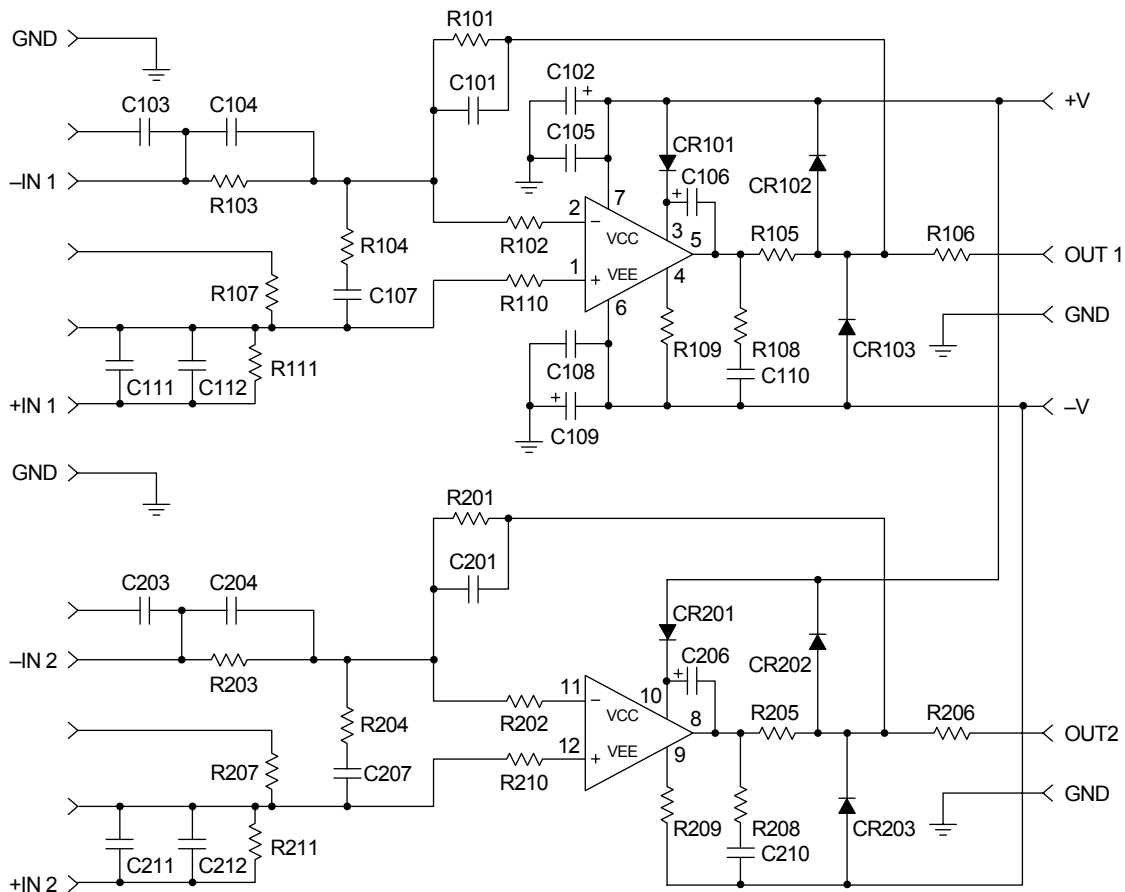 R101
GND
C101
C102
+
C103
C104
+V
C105
CR101
C106
+
CR102
–IN 1
R103
7
2
–
3
R102
VCC
5
R105
R106
R104
OUT 1
1
+
VEE
4
R107
C107
R110
6
GND
R109
R108
CR103
R111
C108
C110
C111
C112
+IN 1
+
–V
C109
GND
R201
C203
C204
C201
CR201
–IN 2
C206
+
CR202
R203
11
–
10
R202
VCC
8
R204
R205
R206
12
+
VEE
9
OUT2
R207
C207
R210
GND
R209
R208
CR203
R211
C210
C211
C212
+IN 2